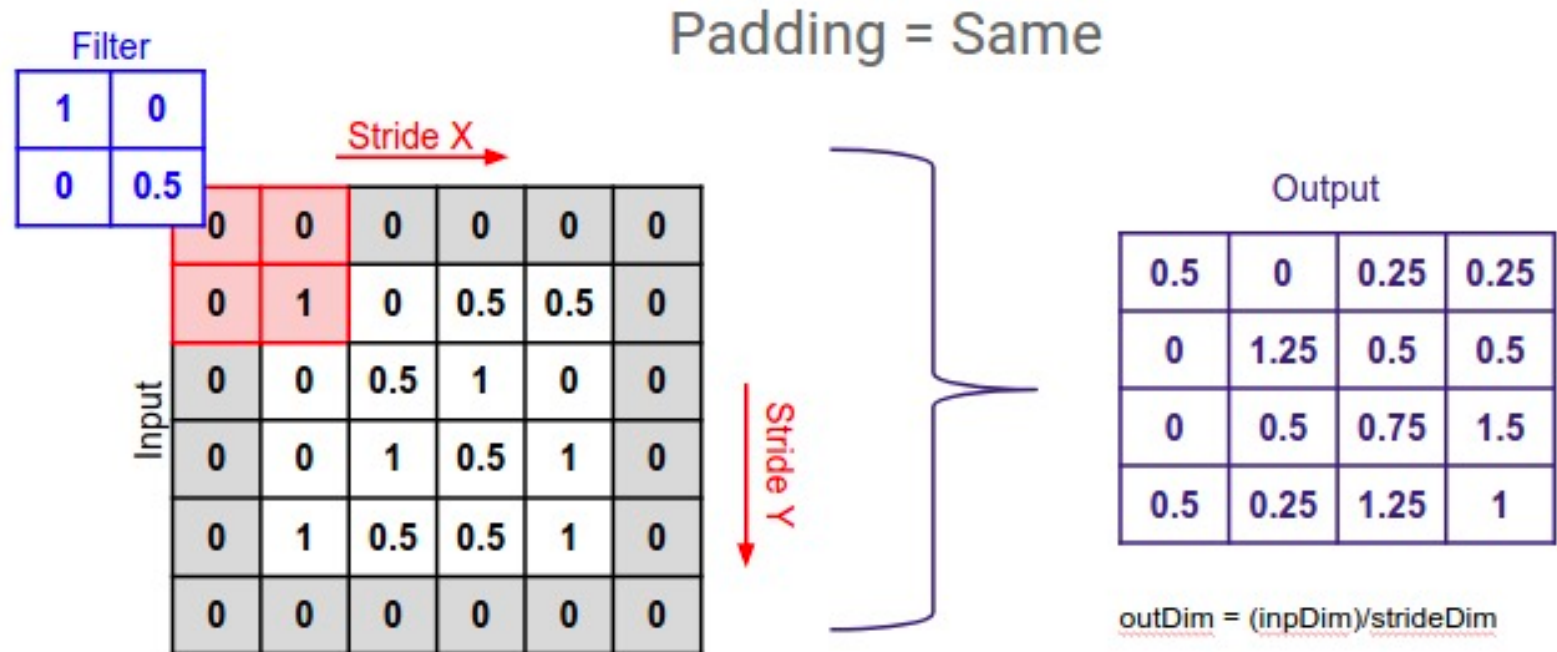 Padding = Same
Filter
1 0
0 0.5
Stride X
Input
0 0 0 0 0 0
0 1 0 0.5 0.5 0
0 0 0.5 1 0 0
0 0 1 0.5 1 0
0 1 0.5 0.5 1 0
0 0 0 0 0 0
Stride Y
Output
0.5 0 0.25 0.25
0 1.25 0.5 0.5
0 0.5 0.75 1.5
0.5 0.25 1.25 1
outDim = (inpDim)/strideDim